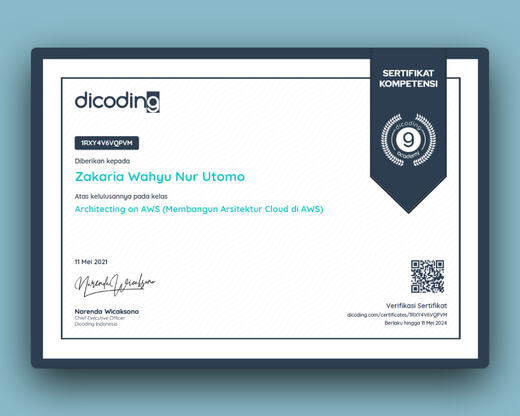 SERTIFIKAT
KOMPETENSI
dicoding
dicoding
9
academy
1RXY4V6VQPVM
Diberikan kepada
Zakaria Wahyu Nur Utomo
Atas kelulusannya pada kelas
Architecting on AWS (Membangun Arsitektur Cloud di AWS)
11 Mei 2021
Narenda Wicaksono
Narenda Wicaksono
Chief Executive Officer
Dicoding Indonesia
Verifikasi Sertifikat
dicoding.com/certificates/1RXY4V6VQPVM
Berlaku hingga 11 Mei 2024